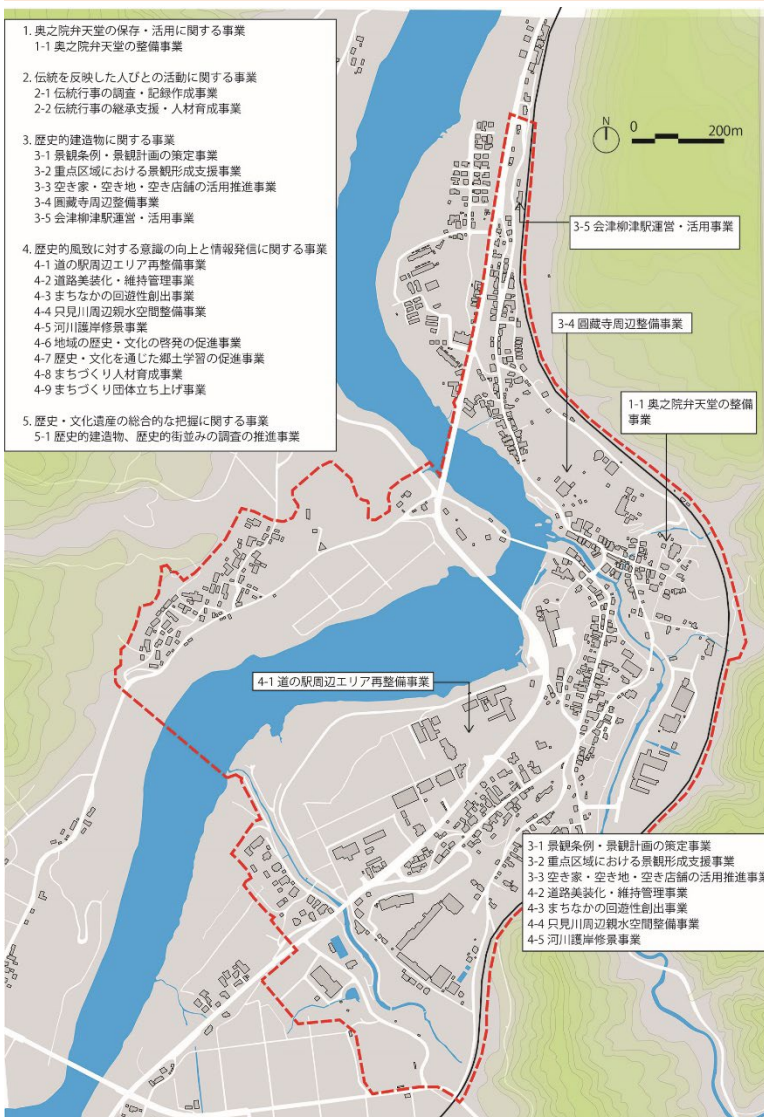 1. 奥之院弁天堂の保存・活用に関する事業
1-1 奥之院弁天堂の整備事業
2. 伝統を反映した人びとの活動に関する事業
2-1 伝統行事の調査・記録作成事業
2-2 伝統行事の継承支援・人材育成事業
3. 歴史的建造物に関する事業
3-1 景観条例・景観計画の策定事業
3-2 重点区域における景観形成支援事業
3-3 空き家・空き地・空き店舗の活用推進事業
3-4 圓藏寺周辺整備事業
3-5 会津柳津駅運営・活用事業
4. 歴史的風致に対する意識の向上と情報発信に関する事業
4-1 道の駅周辺エリア再整備事業
4-2 道路美装化・維持管理事業
4-3 まちなかの回遊性創出事業
4-4 只見川周辺親水空間整備事業
4-5 河川護岸修景事業
4-6 地域の歴史・文化の啓発の促進事業
4-7 歴史・文化を通じた郷土学習の促進事業
4-8 まちづくり人材育成事業
4-9 まちづくり団体立ち上げ事業
5. 歴史・文化遺産の総合的な把握に関する事業
5-1 歴史的建造物、歴史的街並みの調査の推進事業
N
0 200m
3-5 会津柳津駅運営・活用事業
3-4 圓藏寺周辺整備事業
1-1 奥之院弁天堂の整備
事業
4-1 道の駅周辺エリア再整備事業
3-1 景観条例・景観計画の策定事業
3-2 重点区域における景観形成支援事業
3-3 空き家・空き地・空き店舗の活用推進事業
4-2 道路美装化・維持管理事業
4-3 まちなかの回遊性創出事業
4-4 只見川周辺親水空間整備事業
4-5 河川護岸修景事業